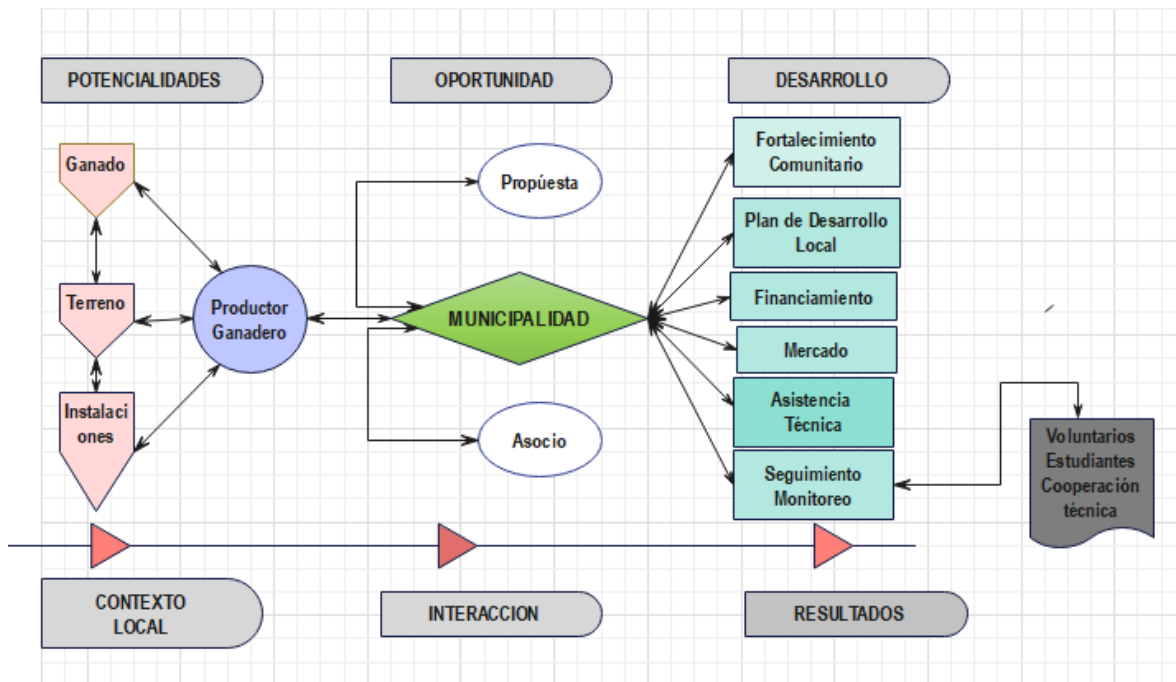 POTENCIALIDADES
OPORTUNIDAD
DESARROLLO
Ganado
Terreno
Instalaci
ones
Productor
Ganadero
Propúesta
MUNICIPALIDAD
Asocio
Fortalecimiento
Comunitario
Plan de Desarrollo
Local
Financiamiento
Mercado
Asistencia
Técnica
Seguimiento
Monitoreo
Voluntarios
Estudiantes
Cooperación
técnica
CONTEXTO
LOCAL
INTERACCION
RESULTADOS